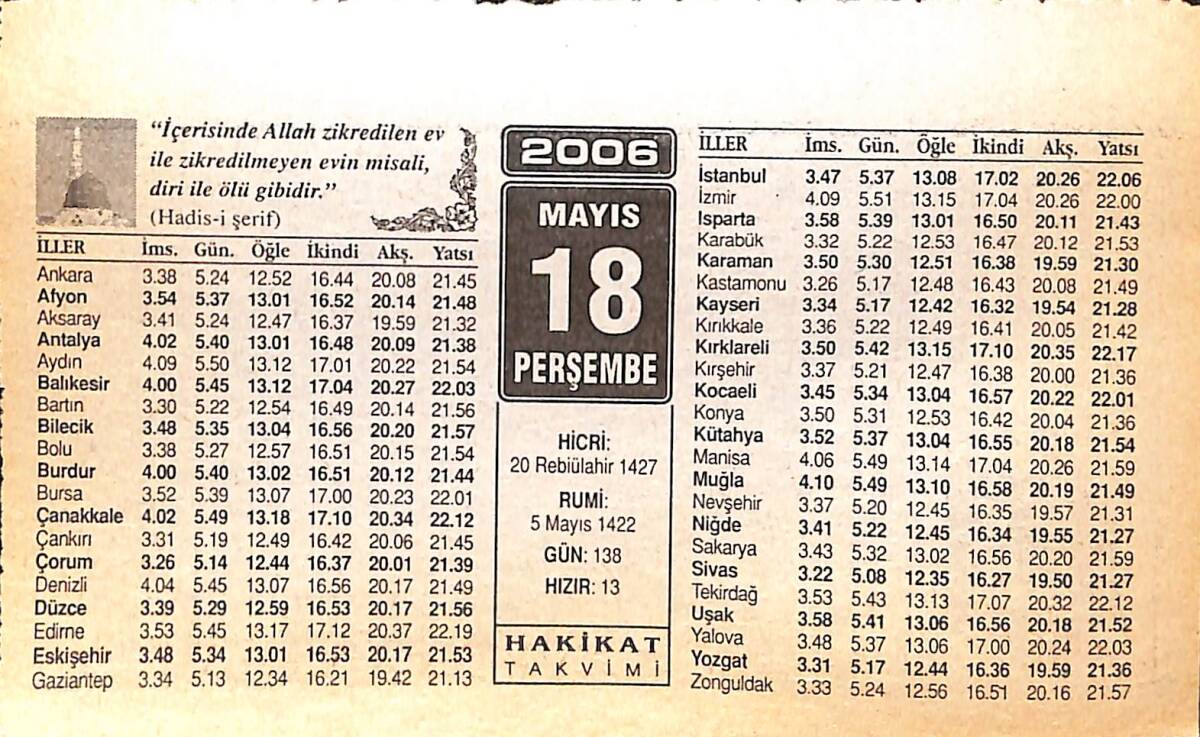 “İçerisinde Allah zikredilen ev
ile zikredilmeyen evin misali,
diri ile ölü gibidir.”
(Hadis-i şerif)
İLLER İms. Gün. Öğle İkindi Akş. Yatsı
Ankara 3.38 5.24 12.52 16.44 20.08 21.45
Afyon 3.54 5.37 13.01 16.52 20.14 21.48
Aksaray 3.41 5.24 12.47 16.37 19.59 21.32
Antalya 4.02 5.40 13.01 16.48 20.09 21.38
Aydın 4.09 5.50 13.12 17.01 20.22 21.54
Balıkesir 4.00 5.45 13.12 17.04 20.27 22.03
Bartın 3.30 5.22 12.54 16.49 20.14 21.56
Bilecik 3.48 5.35 13.04 16.56 20.20 21.57
Bolu 3.38 5.27 12.57 16.51 20.15 21.54
Burdur 4.00 5.40 13.02 16.51 20.12 21.44
Bursa 3.52 5.39 13.07 17.00 20.23 22.01
Çanakkale 4.02 5.49 13.18 17.10 20.34 22.12
Çankırı 3.31 5.19 12.49 16.42 20.06 21.45
Çorum 3.26 5.14 12.44 16.37 20.01 21.39
Denizli 4.04 5.45 13.07 16.56 20.17 21.49
Düzce 3.39 5.29 12.59 16.53 20.17 21.56
Edirne 3.53 5.45 13.17 17.12 20.37 22.19
Eskişehir 3.48 5.34 13.01 16.53 20.17 21.53
Gaziantep 3.34 5.13 12.34 16.21 19.42 21.13
2006
MAYIS
18
PERŞEMBE
HİCRİ:
20 Rebiülahir 1427
RUMİ:
5 Mayıs 1422
GÜN: 138
HIZIR: 13
HAKİKAT
TAKVİMİ
İLLER İms. Gün. Öğle İkindi Akş. Yatsı
İstanbul 3.47 5.37 13.08 17.02 20.26 22.06
İzmir 4.09 5.51 13.15 17.04 20.26 22.00
Isparta 3.58 5.39 13.01 16.50 20.11 21.43
Karabük 3.32 5.22 12.53 16.47 20.12 21.53
Karaman 3.50 5.30 12.51 16.38 19.59 21.30
Kastamonu 3.26 5.17 12.48 16.43 20.08 21.49
Kayseri 3.34 5.17 12.42 16.32 19.54 21.28
Kırıkkale 3.36 5.22 12.49 16.41 20.05 21.42
Kırklareli 3.50 5.42 13.15 17.10 20.35 22.17
Kırşehir 3.37 5.21 12.47 16.38 20.00 21.36
Kocaeli 3.45 5.34 13.04 16.57 20.22 22.01
Konya 3.50 5.31 12.53 16.42 20.04 21.36
Kütahya 3.52 5.37 13.04 16.55 20.18 21.54
Manisa 4.06 5.49 13.14 17.04 20.26 21.59
Muğla 4.10 5.49 13.10 16.58 20.19 21.49
Nevşehir 3.37 5.20 12.45 16.35 19.57 21.31
Niğde 3.41 5.22 12.45 16.34 19.55 21.27
Sakarya 3.43 5.32 13.02 16.56 20.20 21.59
Sivas 3.22 5.08 12.35 16.27 19.50 21.27
Tekirdağ 3.53 5.43 13.13 17.07 20.32 22.12
Uşak 3.58 5.41 13.06 16.56 20.18 21.52
Yalova 3.48 5.37 13.06 17.00 20.24 22.03
Yozgat 3.31 5.17 12.44 16.36 19.59 21.36
Zonguldak 3.33 5.24 12.56 16.51 20.16 21.57